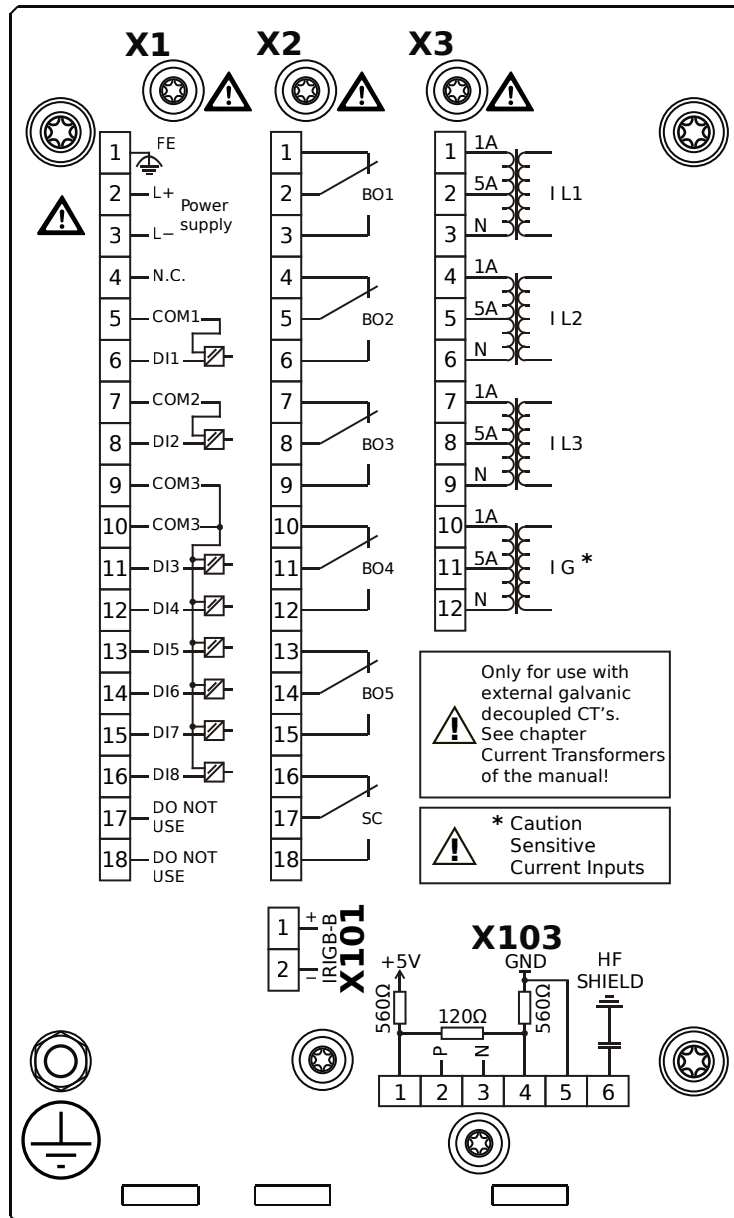 X1 X2 X3
1 FE
2 L+
Power
supply
3 L−
4 N.C.
5 COM1
6 DI1
7 COM2
8 DI2
9 COM3
10 COM3
11 DI3
12 DI4
13 DI5
14 DI6
15 DI7
16 DI8
17 DO NOT
USE
18 DO NOT
USE
1
2 BO1
3
4
5 BO2
6
7
8 BO3
9
10
11 BO4
12
13
14 BO5
15
16
17 SC
18
1 1A
2 5A I L1
3 N
4 1A
5 5A I L2
6 N
7 1A
8 5A I L3
9 N
10 1A
11 5A I G *
12 N
Only for use with
external galvanic
decoupled CT's.
See chapter
Current Transformers
of the manual!
* Caution
Sensitive
Current Inputs
1 +
2 −
IRIGB-B
X101
X103
+5V GND HF
SHIELD
560Ω 120Ω 560Ω
P N
1 2 3 4 5 6